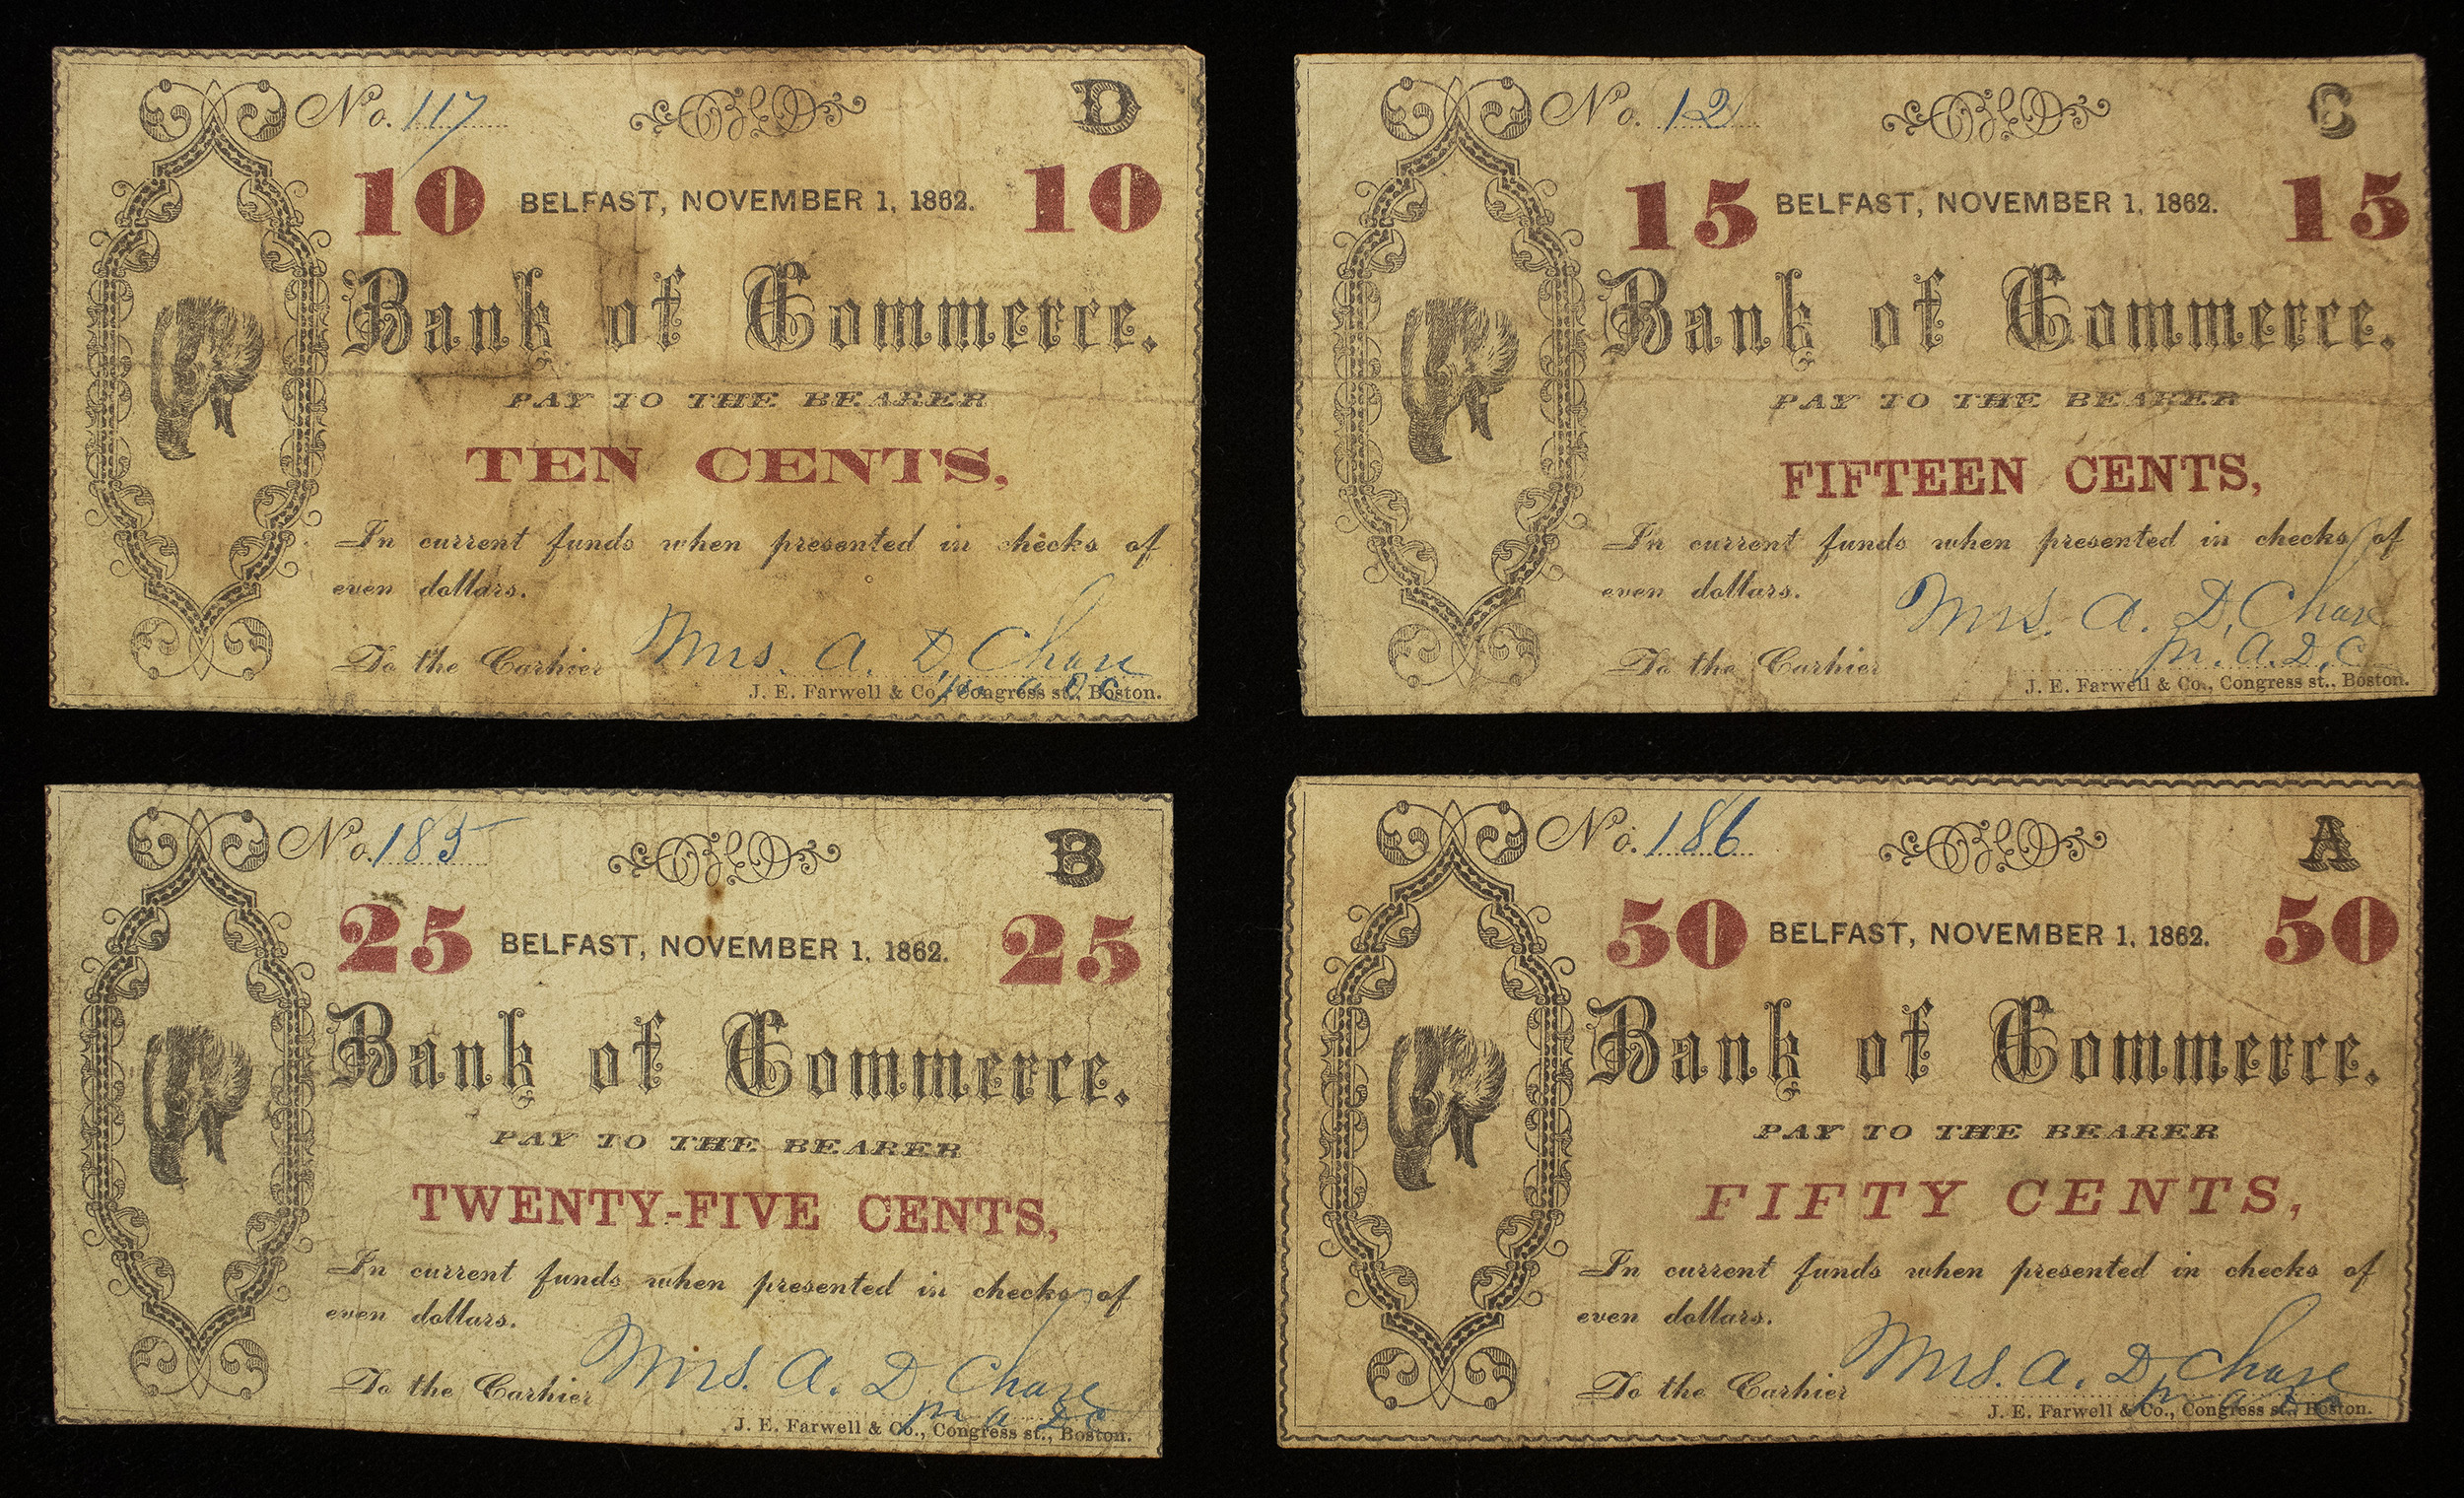 No. 117 D
10 BELFAST, NOVEMBER 1, 1862. 10
Bank of Commerce.
PAY TO THE BEARER
TEN CENTS,
In current funds when presented in checks of
even dollars.
To the Cashier Mrs. A. D. Chase
J. E. Farwell & Co., Congress st., Boston.
No. 12 C
15 BELFAST, NOVEMBER 1, 1862. 15
Bank of Commerce.
PAY TO THE BEARER
FIFTEEN CENTS,
In current funds when presented in checks of
even dollars.
Mrs. A. D. Chase
To the Cashier pr. A. D. C.
J. E. Farwell & Co., Congress st., Boston.
No. 185 B
25 BELFAST, NOVEMBER 1, 1862. 25
Bank of Commerce.
PAY TO THE BEARER
TWENTY-FIVE CENTS,
In current funds when presented in checks of
even dollars.
To the Cashier Mrs. A. D. Chase
pr A D C
J. E. Farwell & Co., Congress st., Boston.
No. 186 A
50 BELFAST, NOVEMBER 1, 1862. 50
Bank of Commerce.
PAY TO THE BEARER
FIFTY CENTS,
In current funds when presented in checks of
even dollars.
To the Cashier Mrs. A. D Chase
J. E. Farwell & Co., Congress st., Boston.